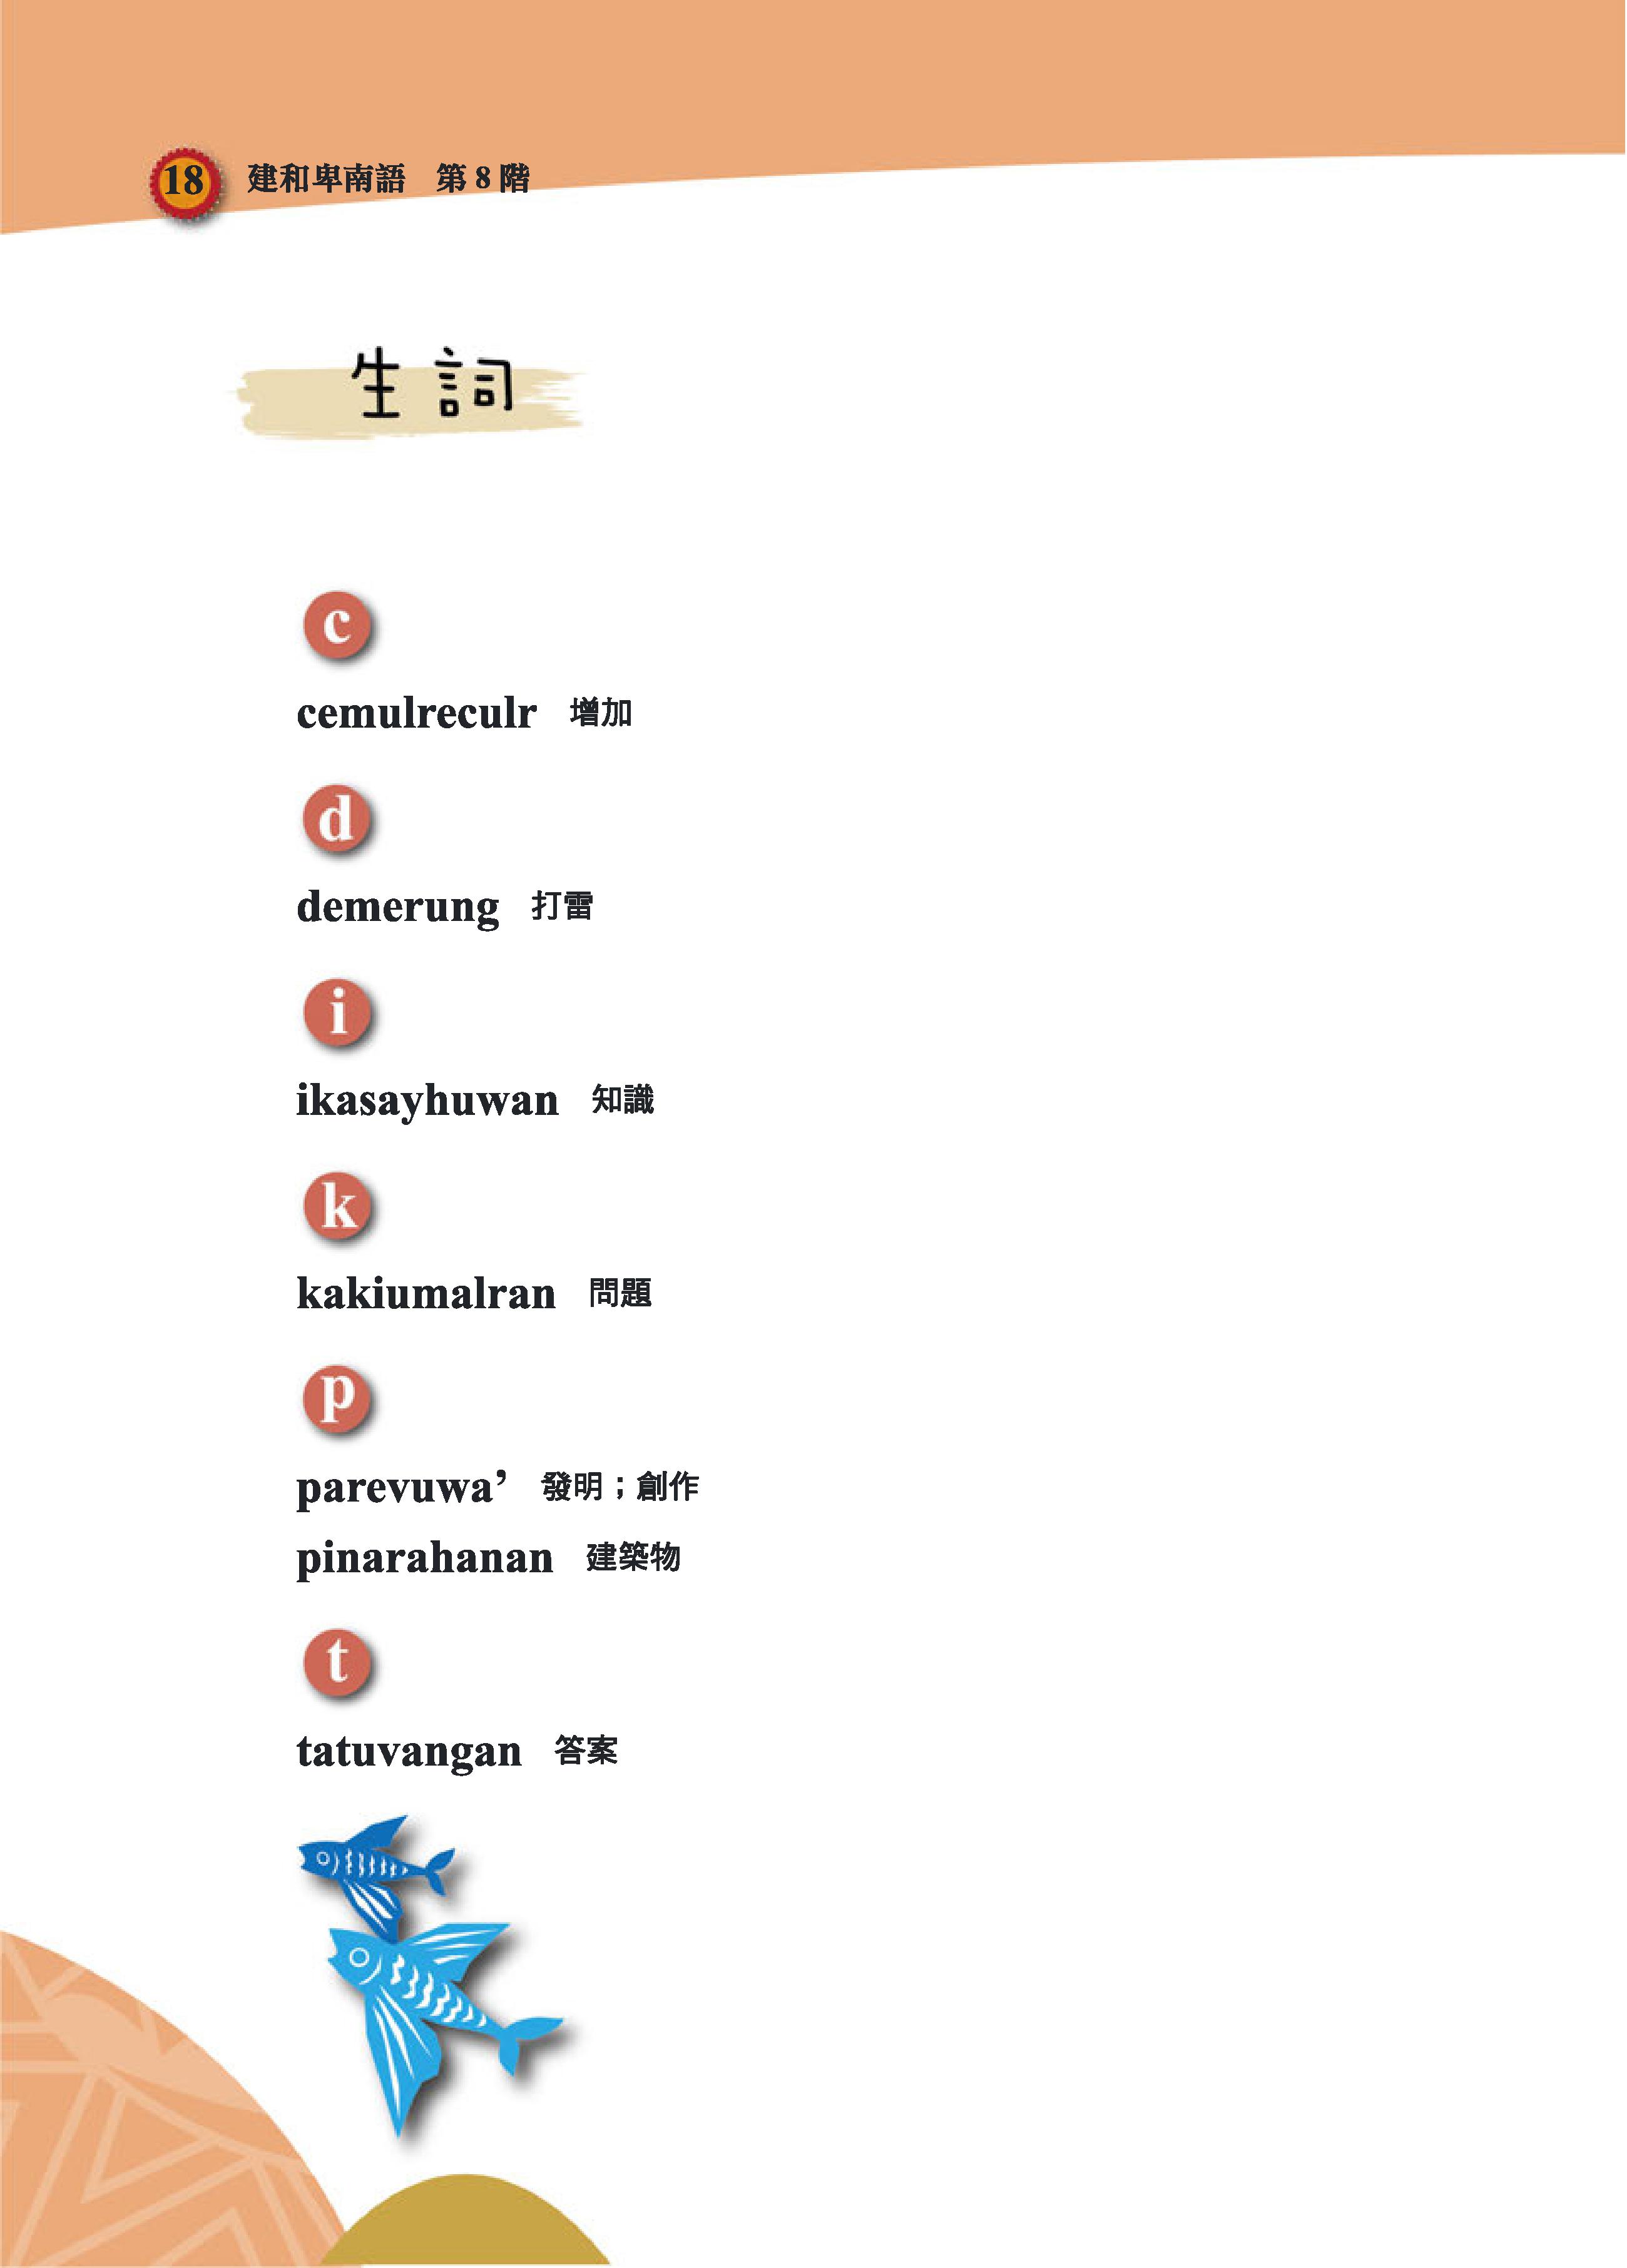 18 建和卑南語 第 8 階
生詞
c
cemulreculr 增加
d
demerung 打雷
i
ikasayhuwan 知識
k
kakiumalran 問題
p
parevuwa’ 發明；創作
pinarahanan 建築物
t
tatuvangan 答案